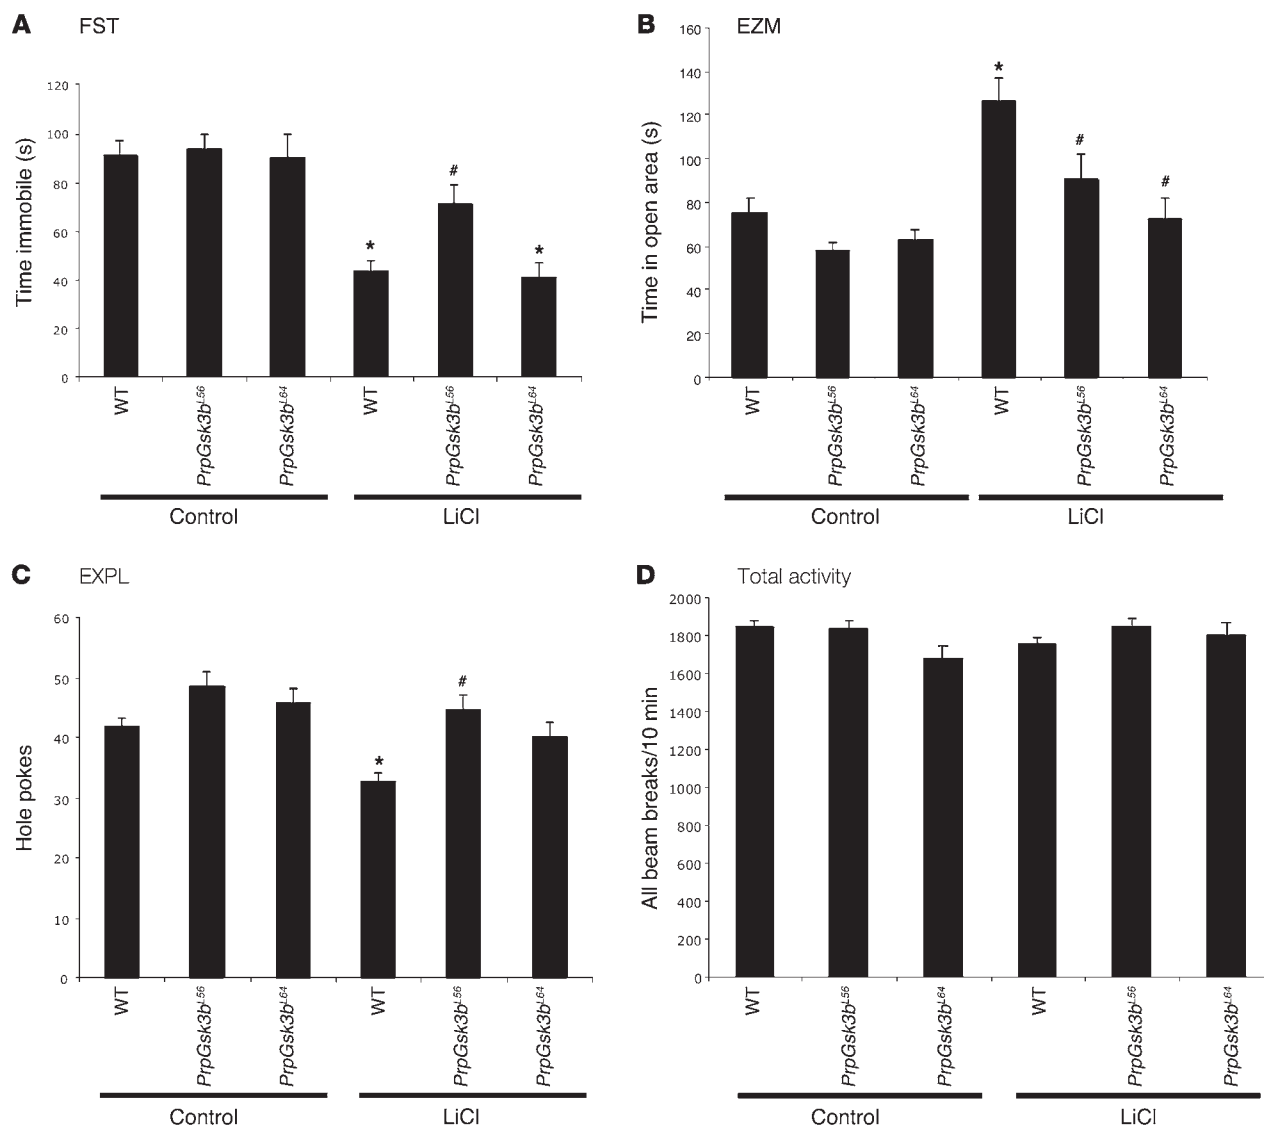 A FST
Time immobile (s)
120
100
80
60
40
20
0
*
#
*
WT
PrpGsk3bL56
PrpGsk3bL64
WT
PrpGsk3bL56
PrpGsk3bL64
Control
LiCl
B EZM
Time in open area (s)
160
140
120
100
80
60
40
20
0
*
#
#
WT
PrpGsk3bL56
PrpGsk3bL64
WT
PrpGsk3bL56
PrpGsk3bL64
Control
LiCl
C EXPL
Hole pokes
60
50
40
30
20
10
0
*
#
WT
PrpGsk3bL56
PrpGsk3bL64
WT
PrpGsk3bL56
PrpGsk3bL64
Control
LiCl
D Total activity
All beam breaks/10 min
2000
1800
1600
1400
1200
1000
800
600
400
200
0
WT
PrpGsk3bL56
PrpGsk3bL64
WT
PrpGsk3bL56
PrpGsk3bL64
Control
LiCl